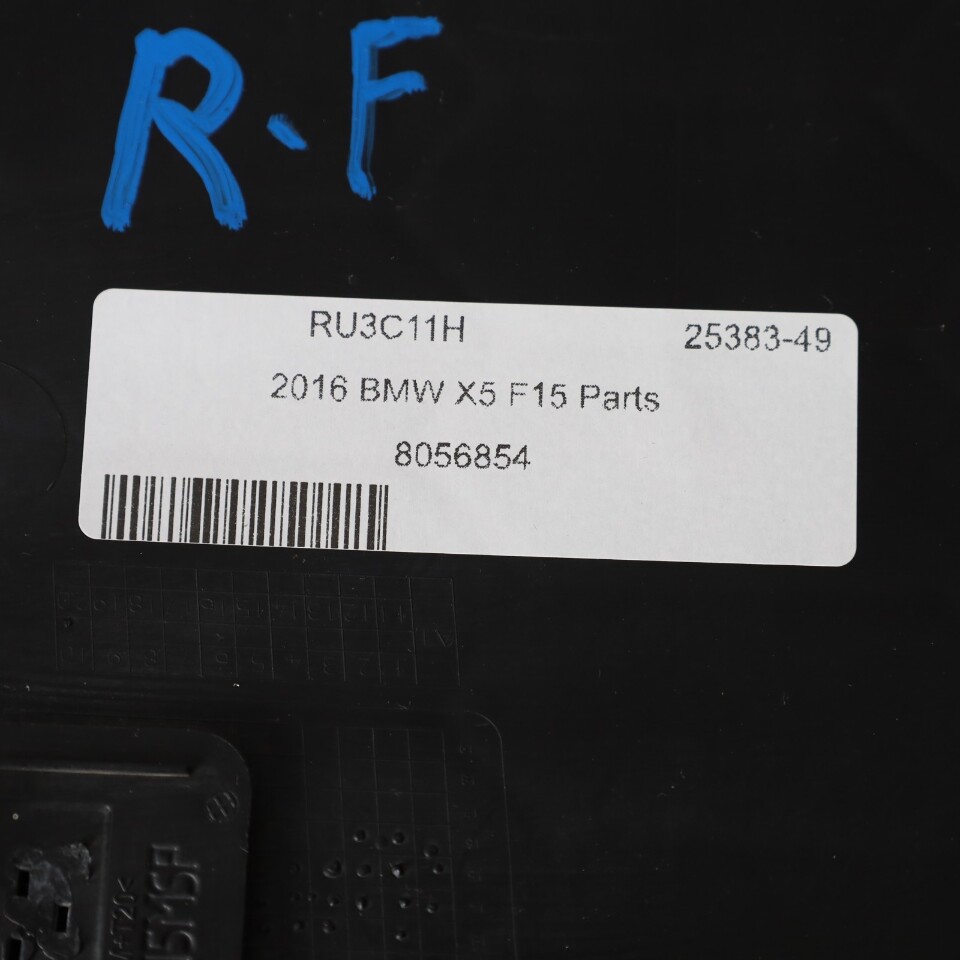 R.F
RU3C11H 25383-49
2016 BMW X5 F15 Parts
8056854